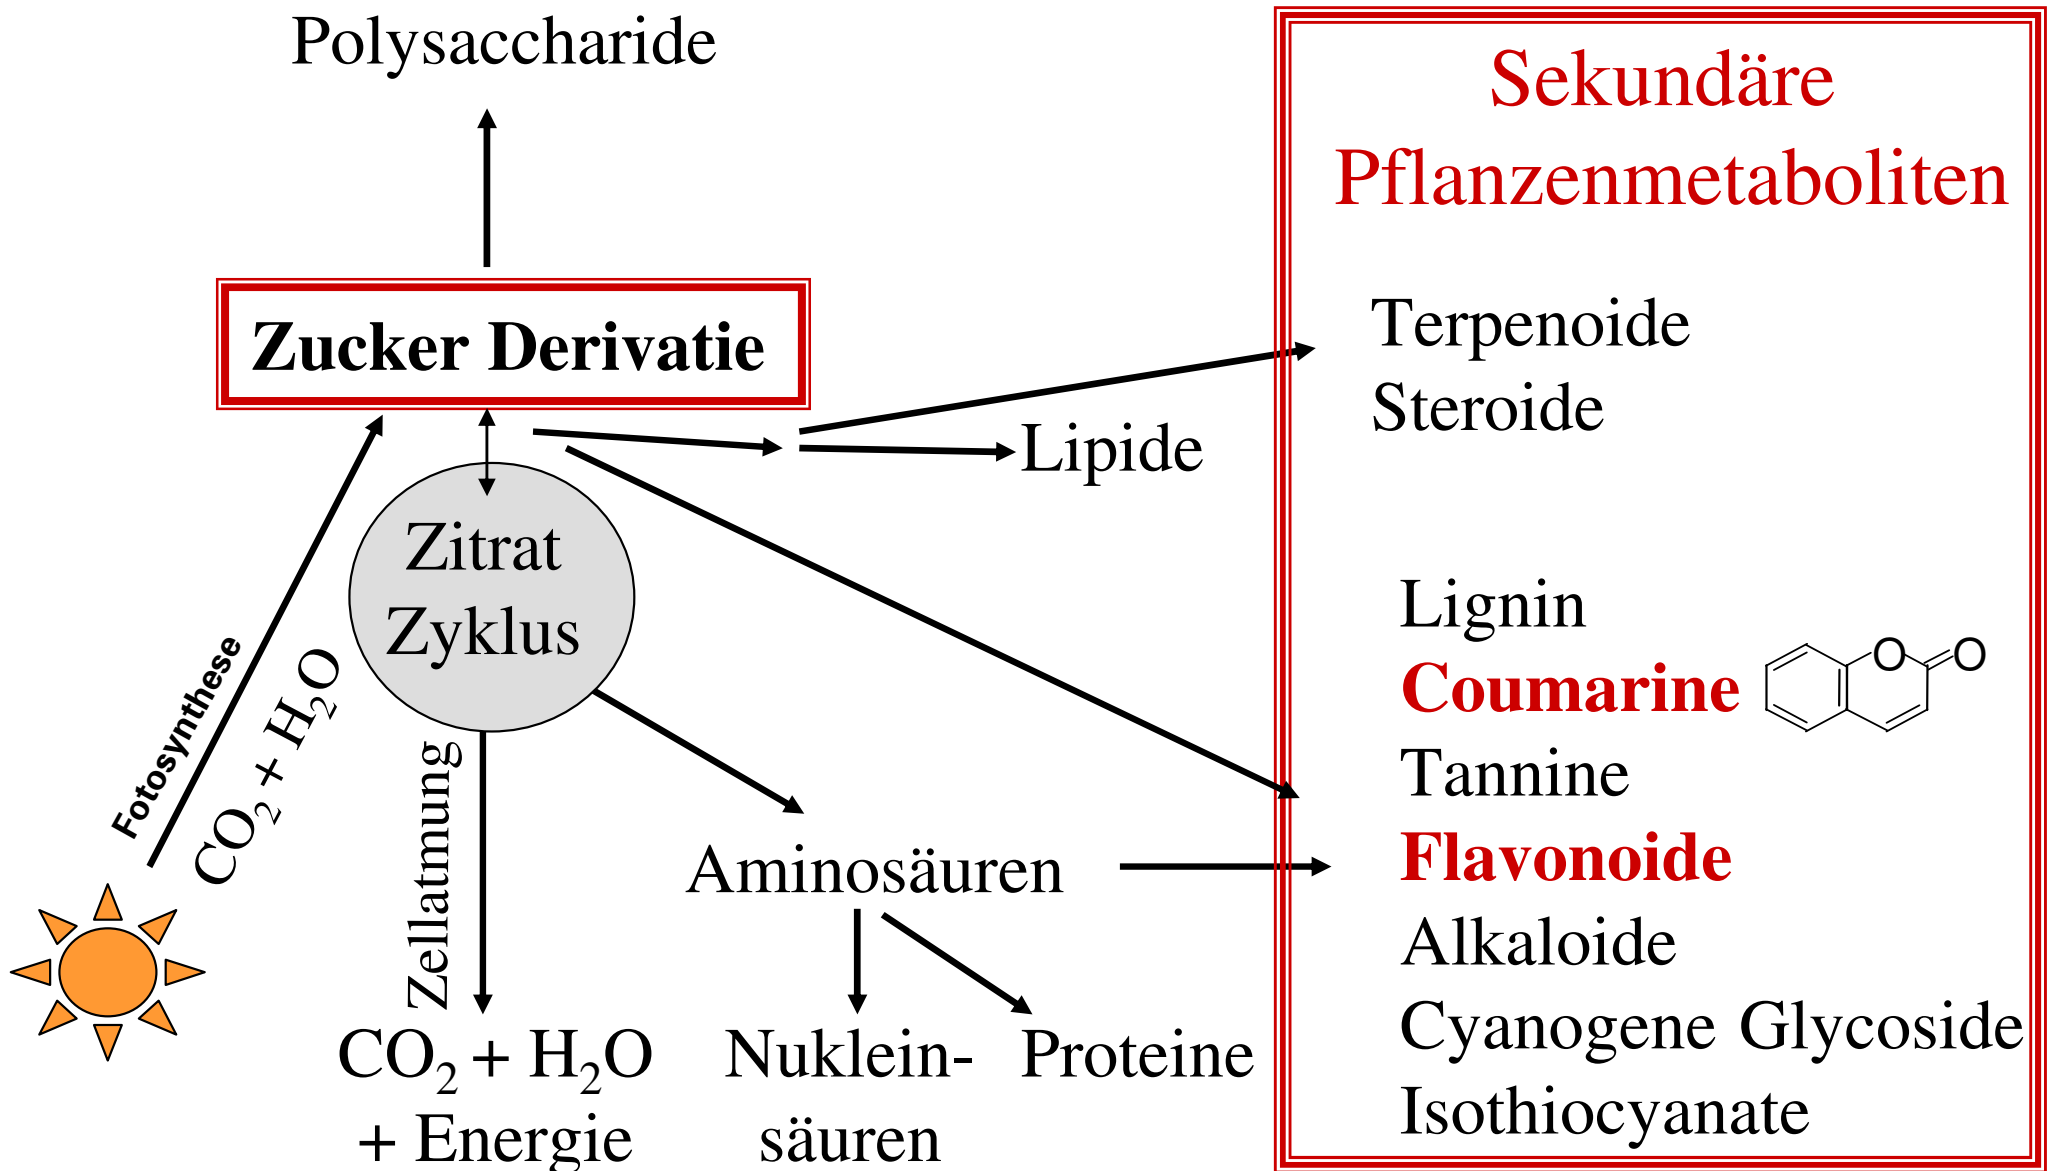 Polysaccharide
Zucker Derivatie
Zitrat
Zyklus
Fotosynthese
CO₂ + H₂O
Zellatmung
CO₂ + H₂O
+ Energie
Lipide
Aminosäuren
Nuklein-
säuren
Proteine
Sekundäre
Pflanzenmetaboliten
Terpenoide
Steroide
Lignin
Coumarine
O
O
Tannine
Flavonoide
Alkaloide
Cyanogene Glycoside
Isothiocyanate